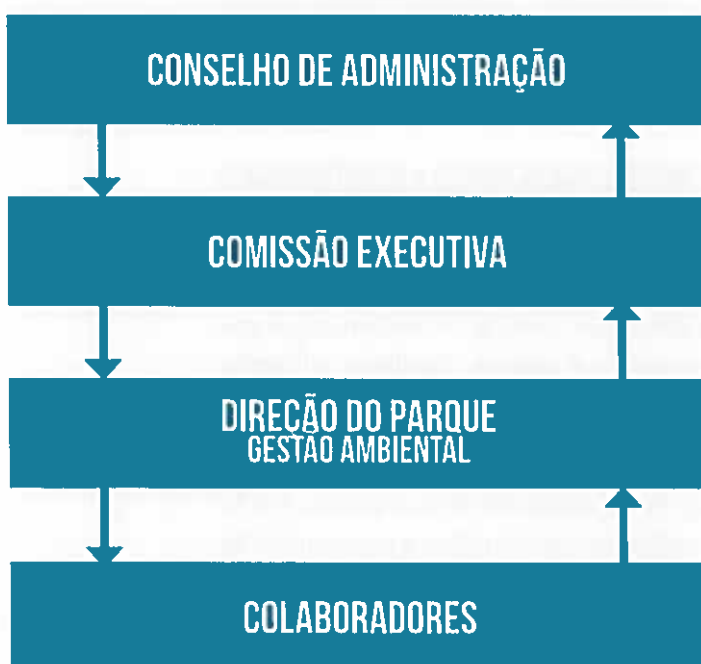 CONSELHO DE ADMINISTRAÇÃO
COMISSÃO EXECUTIVA
DIREÇÃO DO PARQUE
GESTÃO AMBIENTAL
COLABORADORES